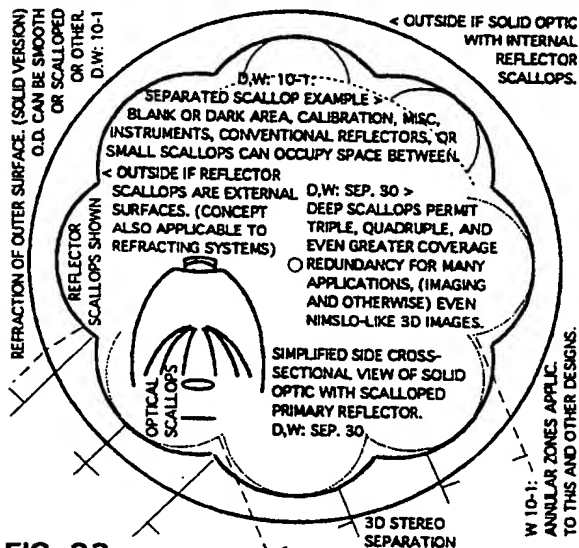 REFRACTION OF OUTER SURFACE. (SOLID VERSION)
O.D. CAN BE SMOOTH
OR SCALLOPED
OR OTHER.
D.W: 10-1
< OUTSIDE IF SOLID OPTIC
WITH INTERNAL
REFLECTOR
SCALLOPS.
D.W: 10-1:
SEPARATED SCALLOP EXAMPLE >
BLANK OR DARK AREA, CALIBRATION, MISC,
INSTRUMENTS, CONVENTIONAL REFLECTORS, OR
SMALL SCALLOPS CAN OCCUPY SPACE BETWEEN.
< OUTSIDE IF REFLECTOR
SCALLOPS ARE EXTERNAL
SURFACES. (CONCEPT
ALSO APPLICABLE TO
REFRACTING SYSTEMS)
REFLECTOR
SCALLOPS SHOWN
D,W: SEP. 30 >
DEEP SCALLOPS PERMIT
TRIPLE, QUADRUPLE, AND
EVEN GREATER COVERAGE
REDUNDANCY FOR MANY
APPLICATIONS, (IMAGING
AND OTHERWISE) EVEN
NIMSLO-LIKE 3D IMAGES.
OPTICAL
SCALLOPS
SIMPLIFIED SIDE CROSS-
SECTIONAL VIEW OF SOLID
OPTIC WITH SCALLOPED
PRIMARY REFLECTOR.
D,W: SEP. 30
W 10-1:
ANNULAR ZONES APPLIC.
TO THIS AND OTHER DESIGNS.
3D STEREO
SEPARATION